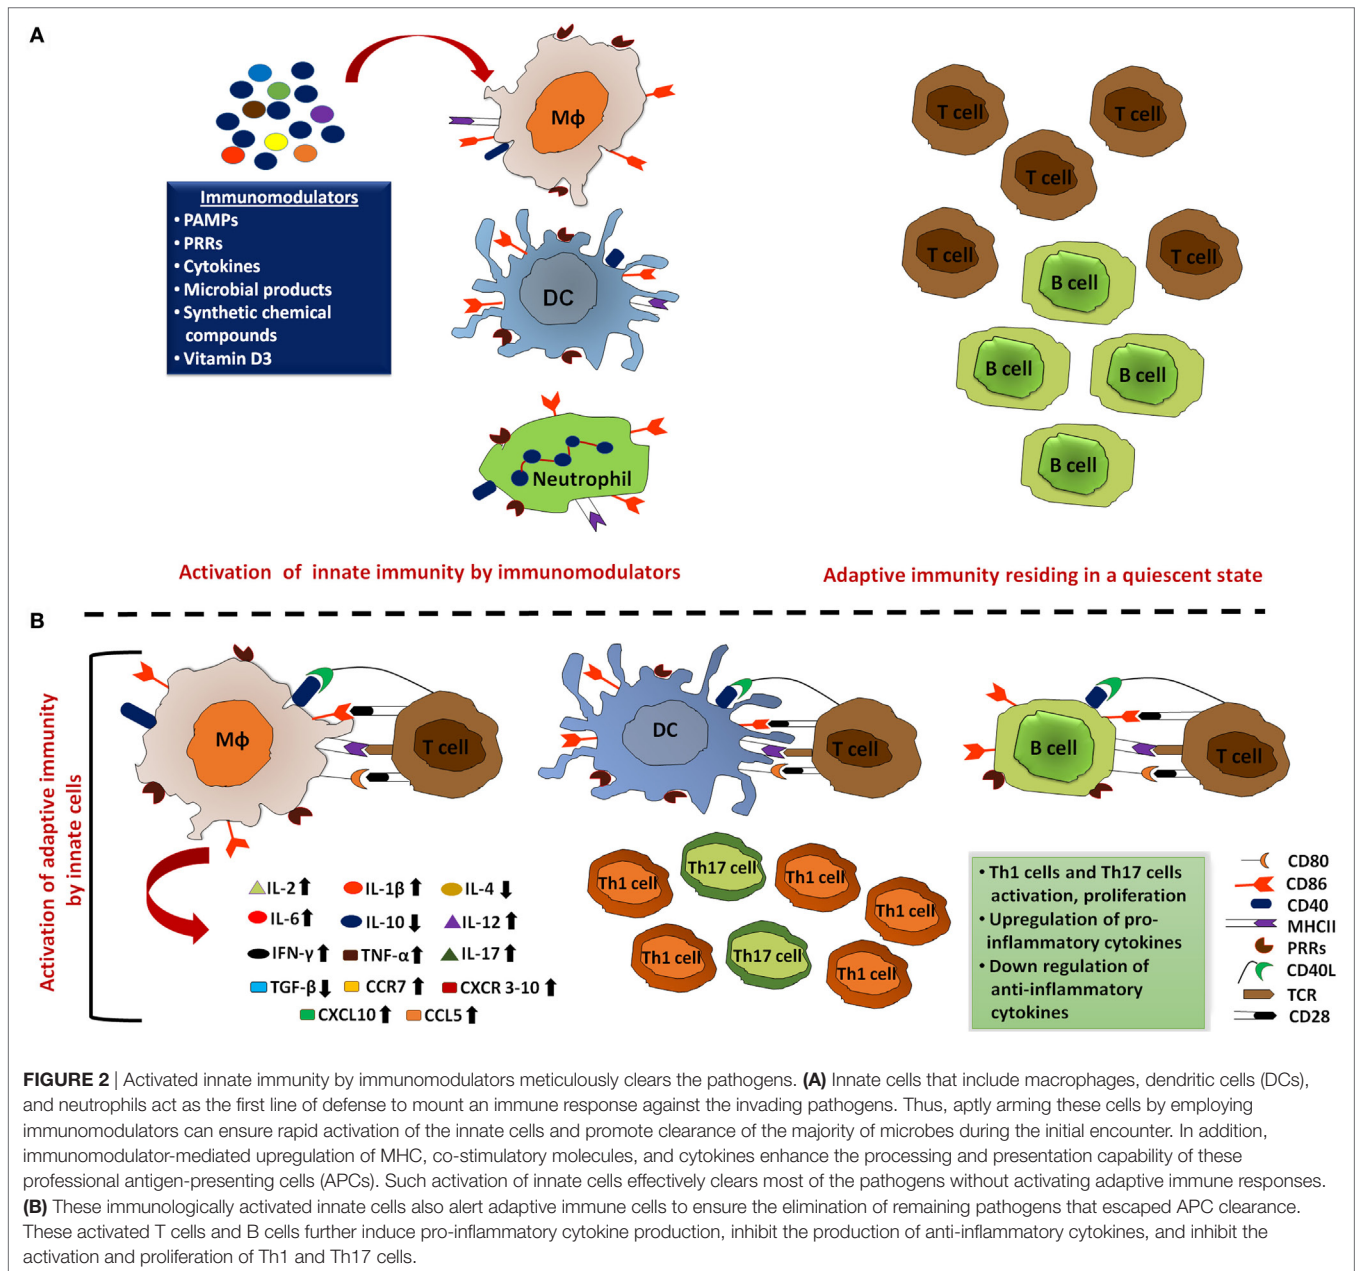 A
Mϕ
Immunomodulators
• PAMPs
• PRRs
• Cytokines
• Microbial products
• Synthetic chemical
compounds
• Vitamin D3
DC
Neutrophil
T cell
T cell
T cell
T cell
T cell
B cell
B cell
B cell
B cell
Activation of innate immunity by immunomodulators
Adaptive immunity residing in a quiescent state
B
Activation of adaptive immunity
by innate cells
Mϕ
T cell
DC
T cell
B cell
T cell
IL-2
IL-1β
IL-4
IL-6
IL-10
IL-12
IFN-γ
TNF-α
IL-17
TGF-β
CCR7
CXCR 3-10
CXCL10
CCL5
Th1 cell
Th17 cell
Th1 cell
Th1 cell
Th1 cell
Th17 cell
Th1 cell
• Th1 cells and Th17 cells
activation, proliferation
• Upregulation of pro-
inflammatory cytokines
• Down regulation of
anti-inflammatory
cytokines
CD80
CD86
CD40
MHCII
PRRs
CD40L
TCR
CD28
FIGURE 2 | Activated innate immunity by immunomodulators meticulously clears the pathogens. (A) Innate cells that include macrophages, dendritic cells (DCs),
and neutrophils act as the first line of defense to mount an immune response against the invading pathogens. Thus, aptly arming these cells by employing
immunomodulators can ensure rapid activation of the innate cells and promote clearance of the majority of microbes during the initial encounter. In addition,
immunomodulator-mediated upregulation of MHC, co-stimulatory molecules, and cytokines enhance the processing and presentation capability of these
professional antigen-presenting cells (APCs). Such activation of innate cells effectively clears most of the pathogens without activating adaptive immune responses.
(B) These immunologically activated innate cells also alert adaptive immune cells to ensure the elimination of remaining pathogens that escaped APC clearance.
These activated T cells and B cells further induce pro-inflammatory cytokine production, inhibit the production of anti-inflammatory cytokines, and inhibit the
activation and proliferation of Th1 and Th17 cells.